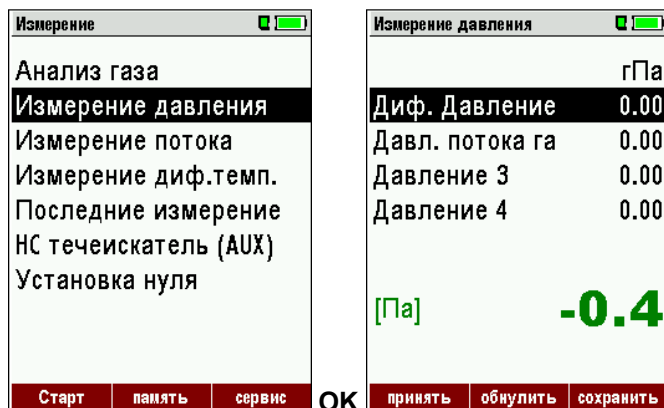 Измерение
Анализ газа
Измерение давления
Измерение потока
Измерение диф.темп.
Последние измерение
HC течеискатель (AUX)
Установка нуля
Старт память сервис
OK
Измерение давления
гПа
Диф. Давление 0.00
Давл. потока га 0.00
Давление 3 0.00
Давление 4 0.00
[Па] -0.4
принять обнулить сохранить